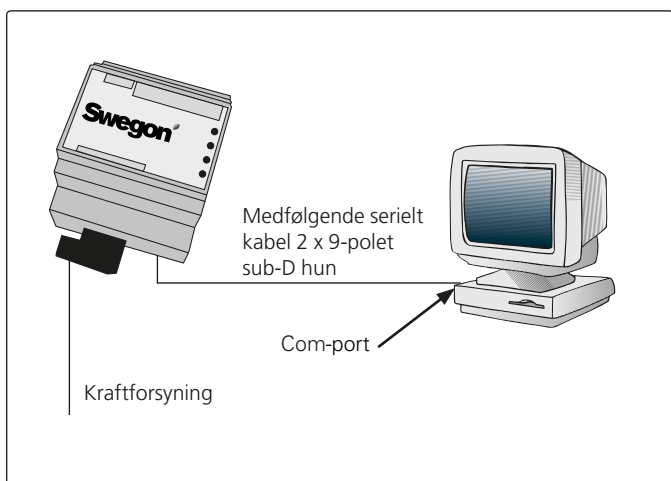 Swegon
Medfølgende serielt
kabel 2 x 9-polet
sub-D hun
Com-port
Kraftforsyning